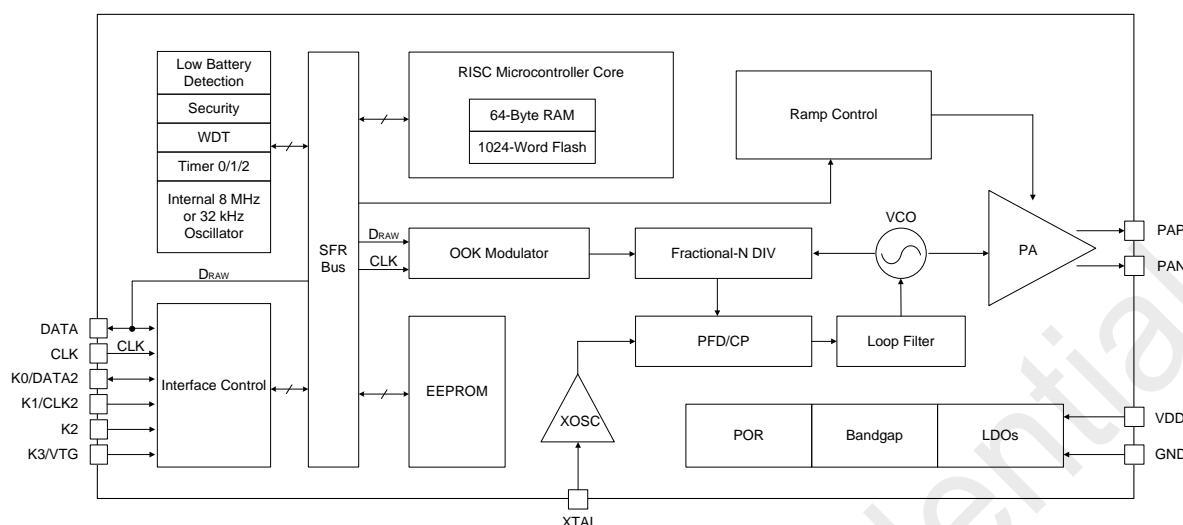 Low Battery
Detection
Security
WDT
Timer 0/1/2
Internal 8 MHz
or 32 kHz
Oscillator
SFR
Bus
RISC Microcontroller Core
64-Byte RAM
1024-Word Flash
Ramp Control
VCO
PA
PAP
PAN
DRAW
CLK
OOK Modulator
Fractional-N DIV
DRAW
DATA
CLK
CLK
K0/DATA2
K1/CLK2
K2
K3/VTG
Interface Control
EEPROM
PFD/CP
Loop Filter
XOSC
POR
Bandgap
LDOs
VDD
GND
XTAL